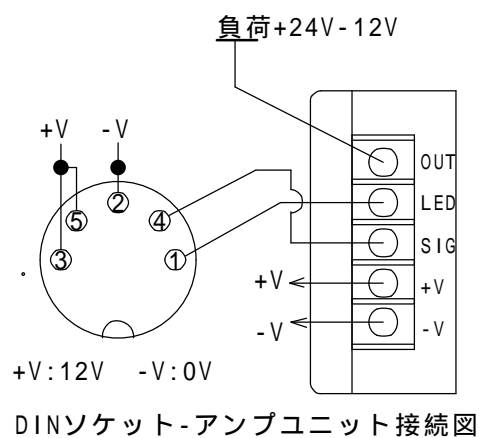 負荷+24V-12V
+V -V
② ⑤ ④ ③ ①
OUT
LED
SIG
+V +V
-V -V
+V:12V -V:0V
DINソケット-アンプユニット接続図